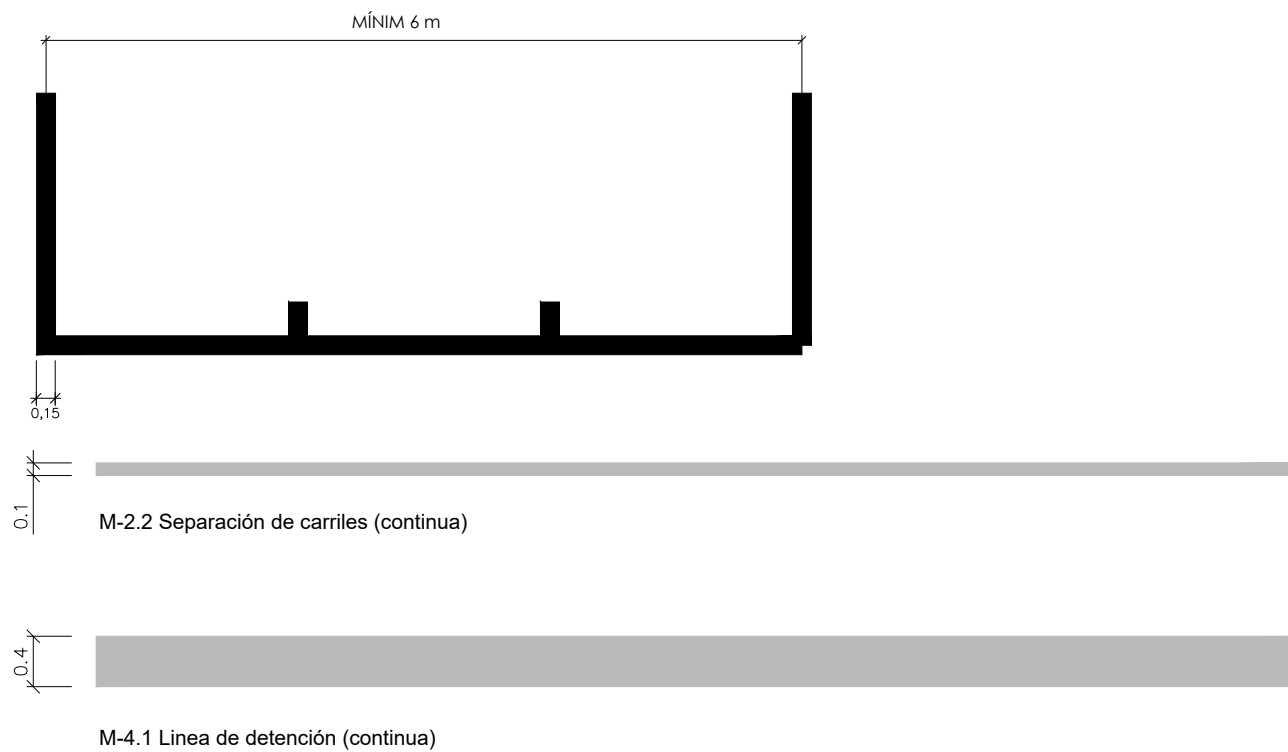 MÍNIM 6 m
0,15
0.1
M-2.2 Separación de carriles (continua)
0.4
M-4.1 Linea de detención (continua)